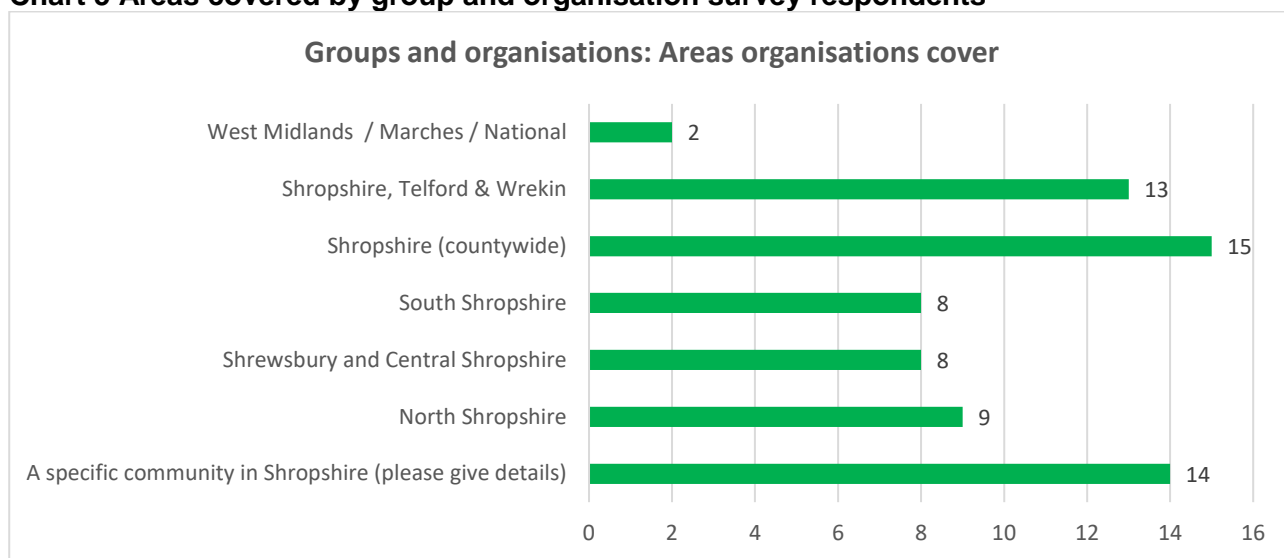 Groups and organisations: Areas organisations cover
West Midlands / Marches / National
2
Shropshire, Telford & Wrekin
13
Shropshire (countywide)
15
South Shropshire
8
Shrewsbury and Central Shropshire
8
North Shropshire
9
A specific community in Shropshire (please give details)
14
0 2 4 6 8 10 12 14 16